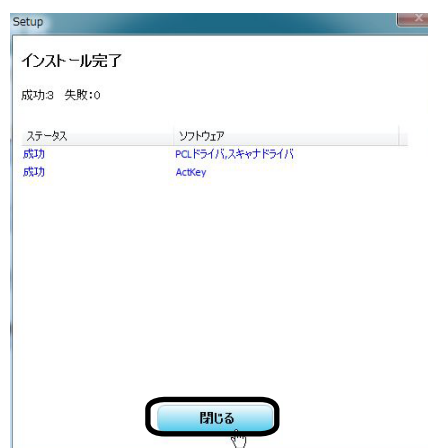 Setup
インストール完了
成功:3 失敗:0
ステータス ソフトウェア
成功 PCLドライバ,スキャナドライバ
成功 ActKey
閉じる